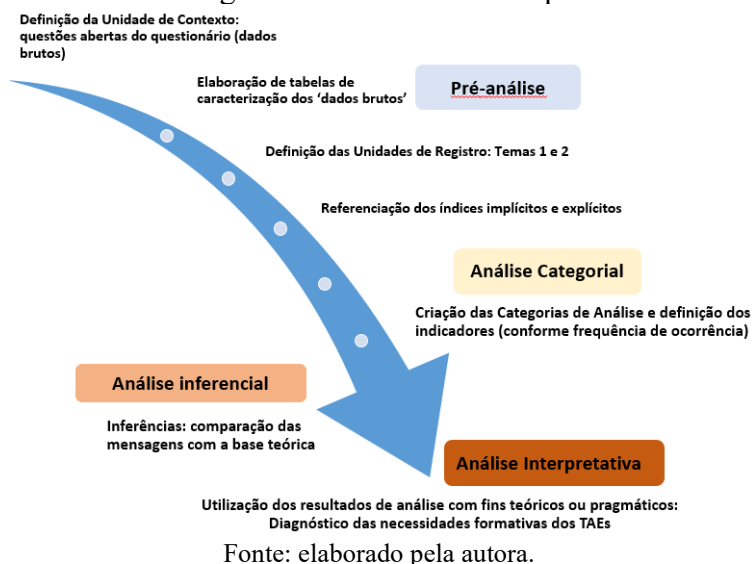 Definição da Unidade de Contexto:
questões abertas do questionário (dados
brutos)
Elaboração de tabelas de
caracterização dos ‘dados brutos’
Pré-análise
Definição das Unidades de Registro: Temas 1 e 2
Referenciação dos índices implícitos e explícitos
Análise Categorial
Criação das Categorias de Análise e definição dos
indicadores (conforme frequência de ocorrência)
Análise inferencial
Inferências: comparação das
mensagens com a base teórica
Análise Interpretativa
Utilização dos resultados de análise com fins teóricos ou pragmáticos:
Diagnóstico das necessidades formativas dos TAEs
Fonte: elaborado pela autora.